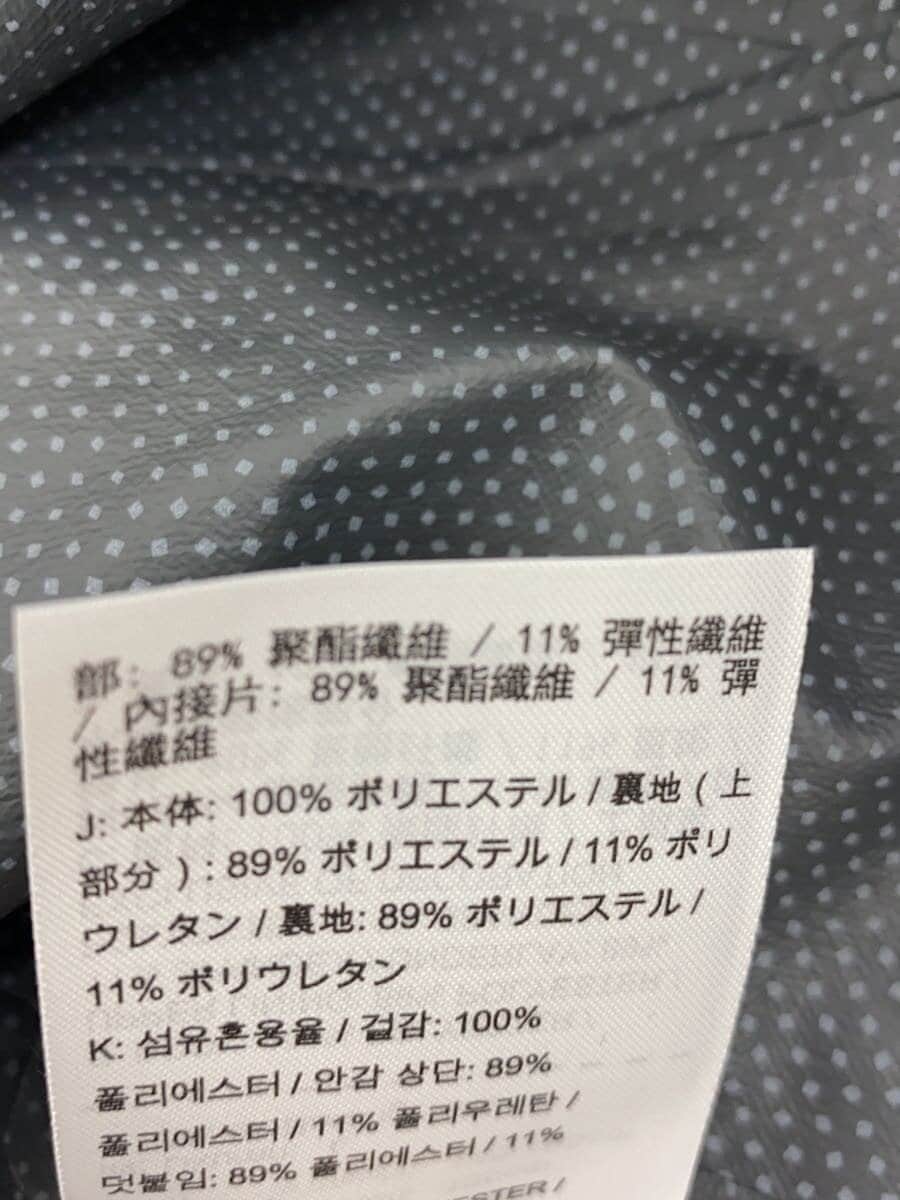 部: 89% 聚酯纖維 / 11% 彈性纖維
/ 內接片: 89% 聚酯纖維 / 11% 彈
性纖維
J: 本体: 100% ポリエステル / 裏地 ( 上
部分 ) : 89% ポリエステル / 11% ポリ
ウレタン / 裏地: 89% ポリエステル /
11% ポリウレタン
K: 섬유혼용율 / 겉감: 100%
폴리에스터 / 안감 상단: 89%
폴리에스터 / 11% 폴리우레탄 /
덧붙임: 89% 폴리에스터 / 11%
ESTER /